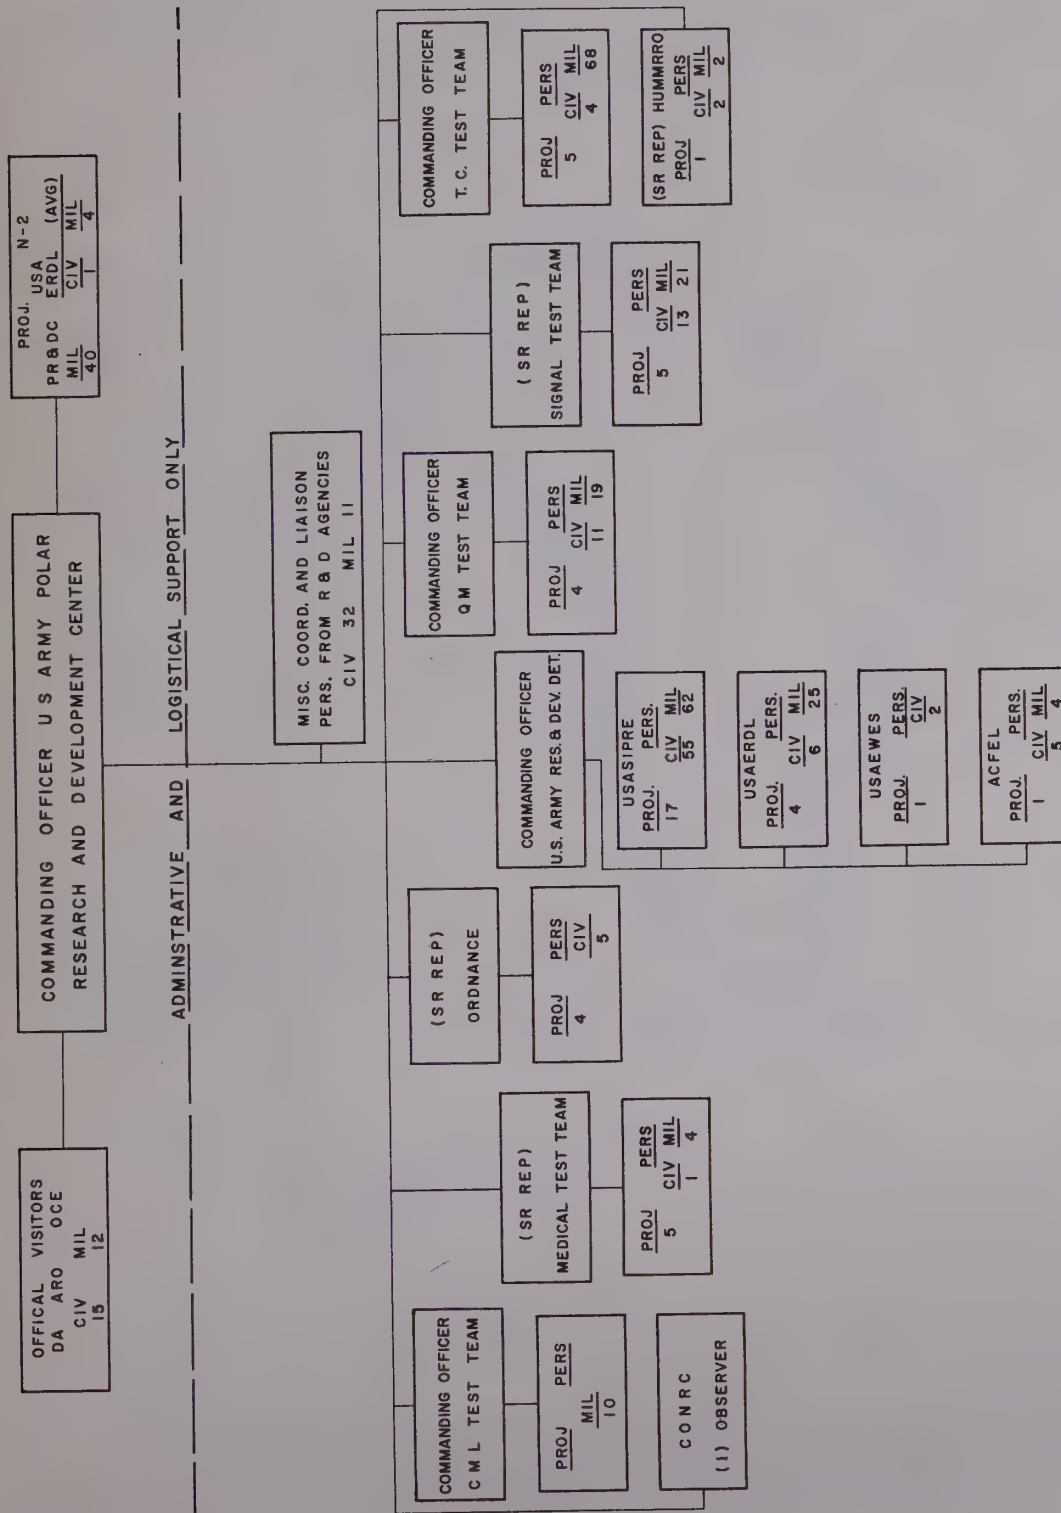 OFFICAL VISITORS
DA ARO OCE
CIV MIL
15 12
COMMANDING OFFICER U S ARMY POLAR
RESEARCH AND DEVELOPMENT CENTER
PROJ. N-2
USA
PR&DC ERDL (AVG)
MIL CIV MIL
40 1 4
ADMINSTRATIVE AND LOGISTICAL SUPPORT ONLY
MISC. COORD. AND LIAISON
PERS. FROM R & D AGENCIES
CIV 32 MIL 11
COMMANDING OFFICER
C M L TEST TEAM
PROJ PERS
MIL
10
CONRC
(1) OBSERVER
(SR REP)
MEDICAL TEST TEAM
PROJ PERS
CIV MIL
5 1 4
(SR REP)
ORDNANCE
PROJ PERS
CIV
4 5
COMMANDING OFFICER
U.S. ARMY RES. & DEV. DET.
USASIPRE
PROJ. PERS.
CIV MIL
17 55 62
USAERDL
PROJ. PERS.
CIV MIL
4 6 25
USAEWES
PROJ. PERS.
CIV
1 2
ACFEL
PROJ. PERS.
CIV MIL
1 5 4
COMMANDING OFFICER
QM TEST TEAM
PROJ PERS
CIV MIL
4 11 19
(SR REP)
SIGNAL TEST TEAM
PROJ PERS
CIV MIL
5 13 21
COMMANDING OFFICER
T.C. TEST TEAM
PROJ PERS
CIV MIL
5 4 68
(SR REP) HUMMRRO
PROJ PERS
CIV MIL
1 2 2